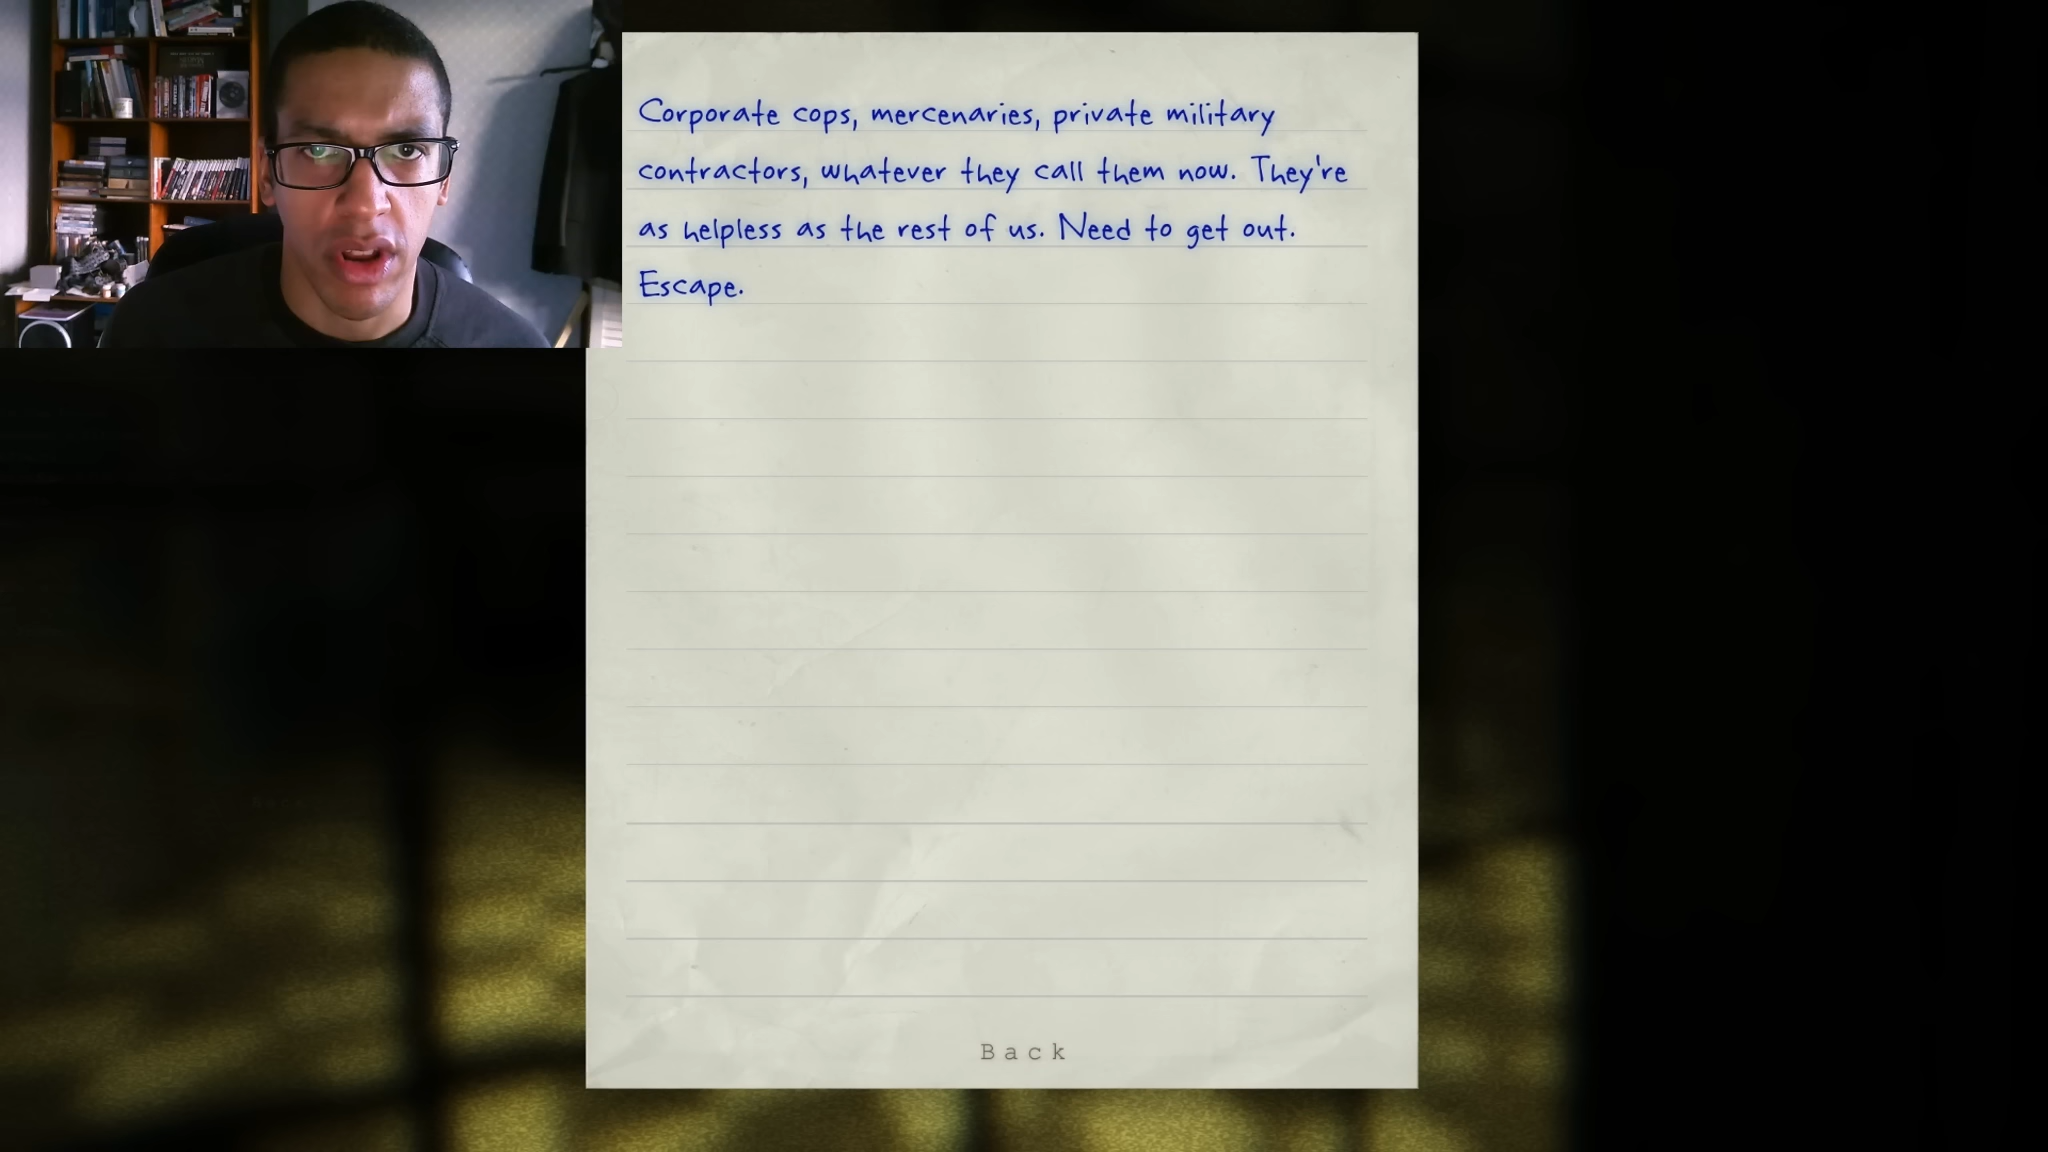 Corporate cops, mercenaries, private military
contractors, whatever they call them now. They're
as helpless as the rest of us. Need to get out.
Escape.
Back